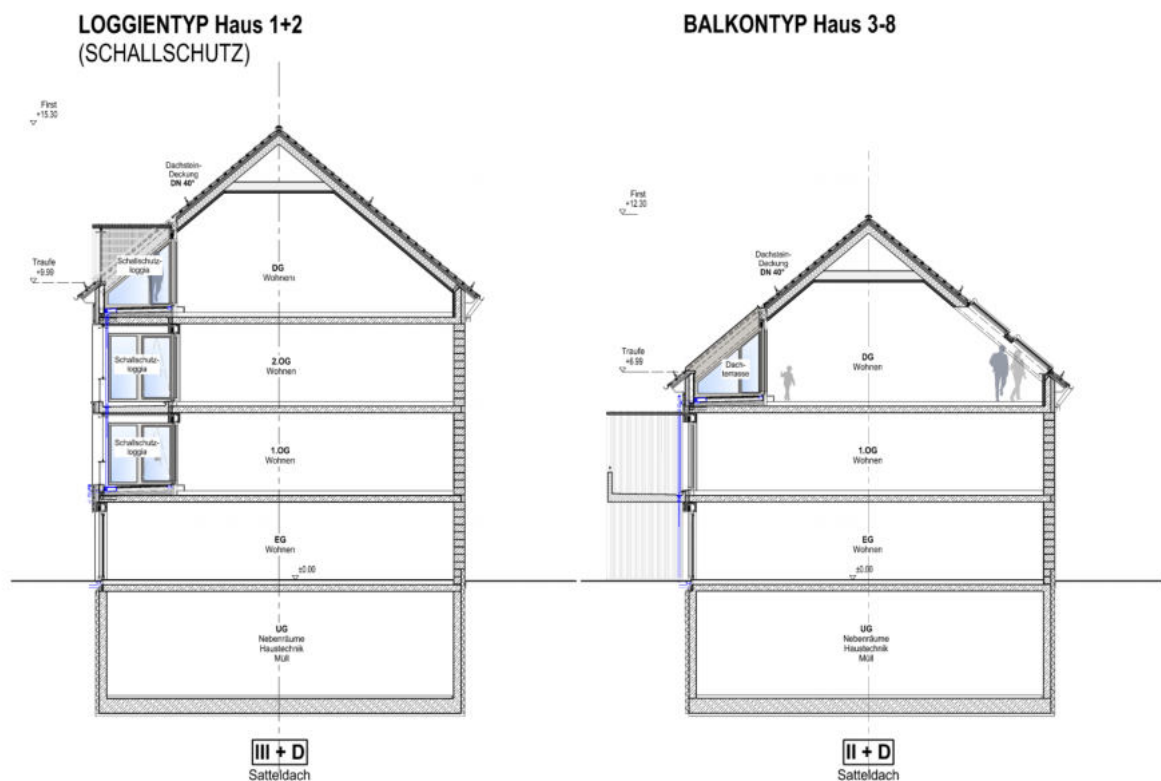 LOGGIENTYP Haus 1+2
(SCHALLSCHUTZ)
First
+15.30
Dachstein-
Deckung
DN 40°
Traufe
+9.99
Schallschutz-
loggia
DG
Wohnen
Schallschutz-
loggia
2.OG
Wohnen
Schallschutz-
loggia
1.OG
Wohnen
EG
Wohnen
±0.00
UG
Nebenräume
Haustechnik
Müll
III + D
Satteldach
BALKONTYP Haus 3-8
First
+12.30
Dachstein-
Deckung
DN 40°
Traufe
+6.99
Dach-
terrasse
DG
Wohnen
1.OG
Wohnen
EG
Wohnen
±0.00
UG
Nebenräume
Haustechnik
Müll
II + D
Satteldach